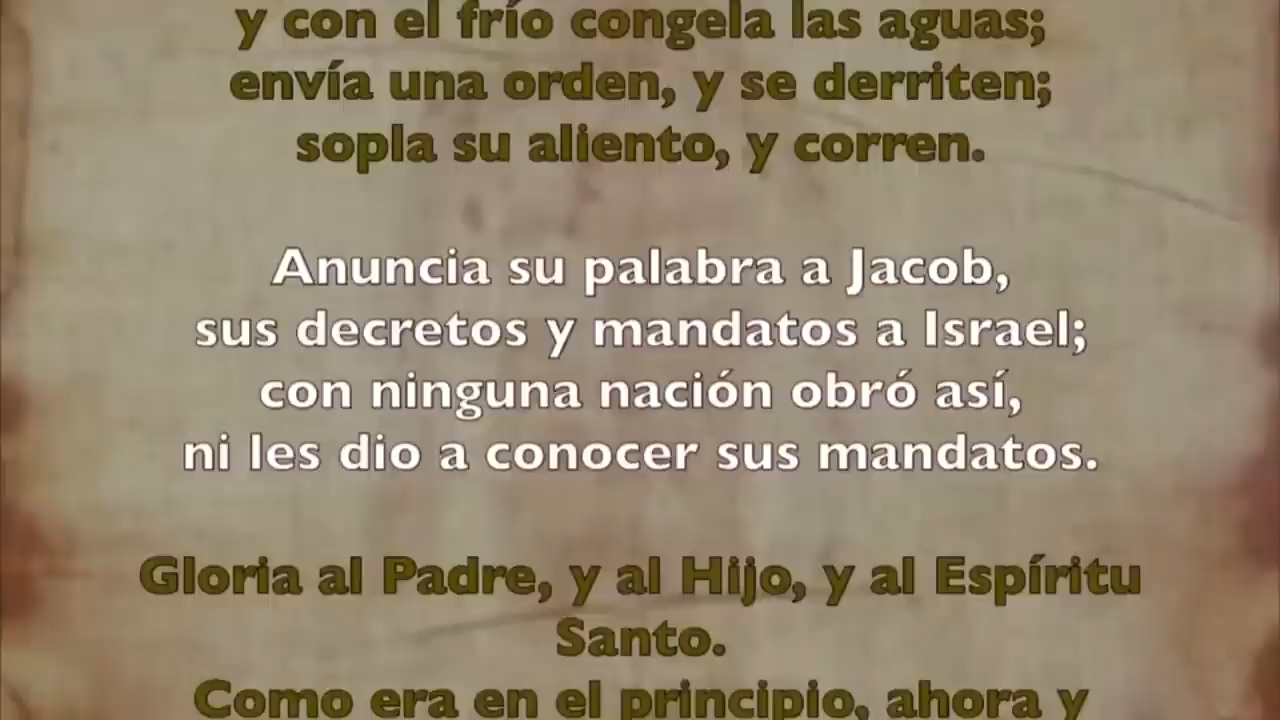 y con el frío congela las aguas;
envía una orden, y se derriten;
sopla su aliento, y corren.
Anuncia su palabra a Jacob,
sus decretos y mandatos a Israel;
con ninguna nación obró así,
ni les dio a conocer sus mandatos.
Gloria al Padre, y al Hijo, y al Espíritu
Santo.
Como era en el principio, ahora y